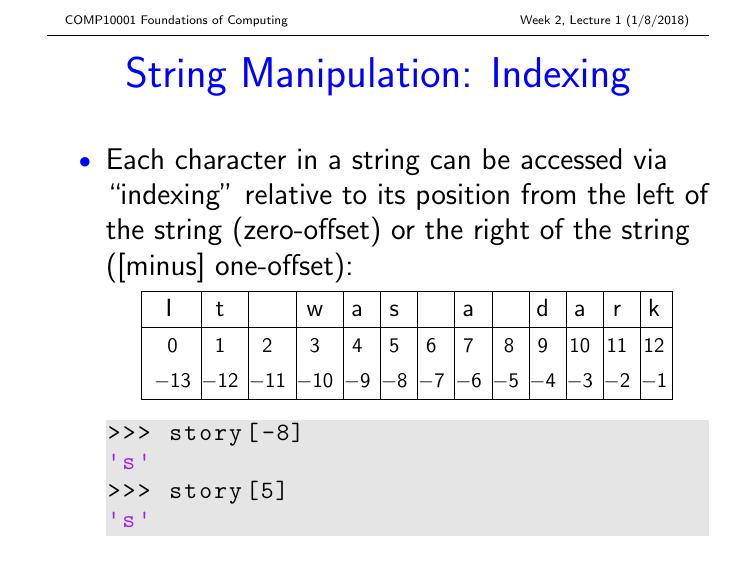 COMP10001 Foundations of Computing Week 2, Lecture 1 (1/8/2018)
String Manipulation: Indexing
• Each character in a string can be accessed via
“indexing” relative to its position from the left of
the string (zero-offset) or the right of the string
([minus] one-offset):
I t w a s a d a r k
0 1 2 3 4 5 6 7 8 9 10 11 12
−13 −12 −11 −10 −9 −8 −7 −6 −5 −4 −3 −2 −1
>>> story[-8]
's'
>>> story[5]
's'